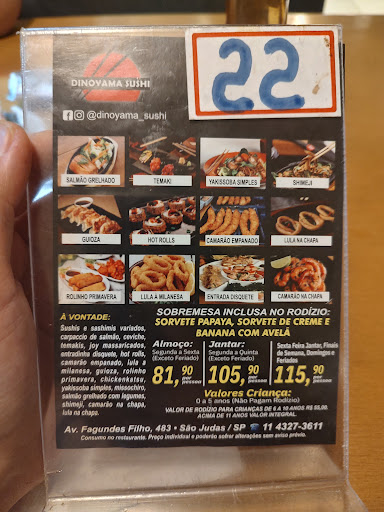 22
DINOYAMA SUSHI
@dinoyama_sushi
SALMÃO GRELHADO
TEMAKI
YAKISSOBA SIMPLES
SHIMEJI
GUIOZA
HOT ROLLS
CAMARÃO EMPANADO
LULA NA CHAPA
ROLINHO PRIMAVERA
LULA A MILANESA
ENTRADA DISQUETE
CAMARÃO NA CHAPA
À VONTADE:
Sushis e sashimis variados,
carpaccio de salmão, ceviche,
temakis, joy massaricados,
entradinha disquete, hot rolls,
camarão empanado, lula a
milanesa, guioza, rolinho
primavera, chickenkatsu,
yakissoba simples, missoshiro,
salmão grelhado com legumes,
shimeji, camarão na chapa,
lula na chapa.
SOBREMESA INCLUSA NO RODÍZIO:
SORVETE PAPAYA, SORVETE DE CREME E
BANANA COM AVELÃ
Almoço:
Segunda a Sexta
(Exceto Feriado)
81,90 por pessoa
Jantar:
Segunda a Quinta
(Exceto Feriado)
105,90 por pessoa
Sexta Feira Jantar, Finais
de Semana, Domingos e
Feriados
115,90 por pessoa
Valores Criança:
0 a 5 anos (Não Pagam Rodízio)
VALOR DE RODÍZIO PARA CRIANÇAS DE 6 A 10 ANOS R$ 55,00.
ACIMA DE 11 ANOS VALOR INTEGRAL.
Av. Fagundes Filho, 483 • São Judas / SP 11 4327-3611
Consumo no restaurante. Preço individual e poderão sofrer alterações sem aviso prévio.